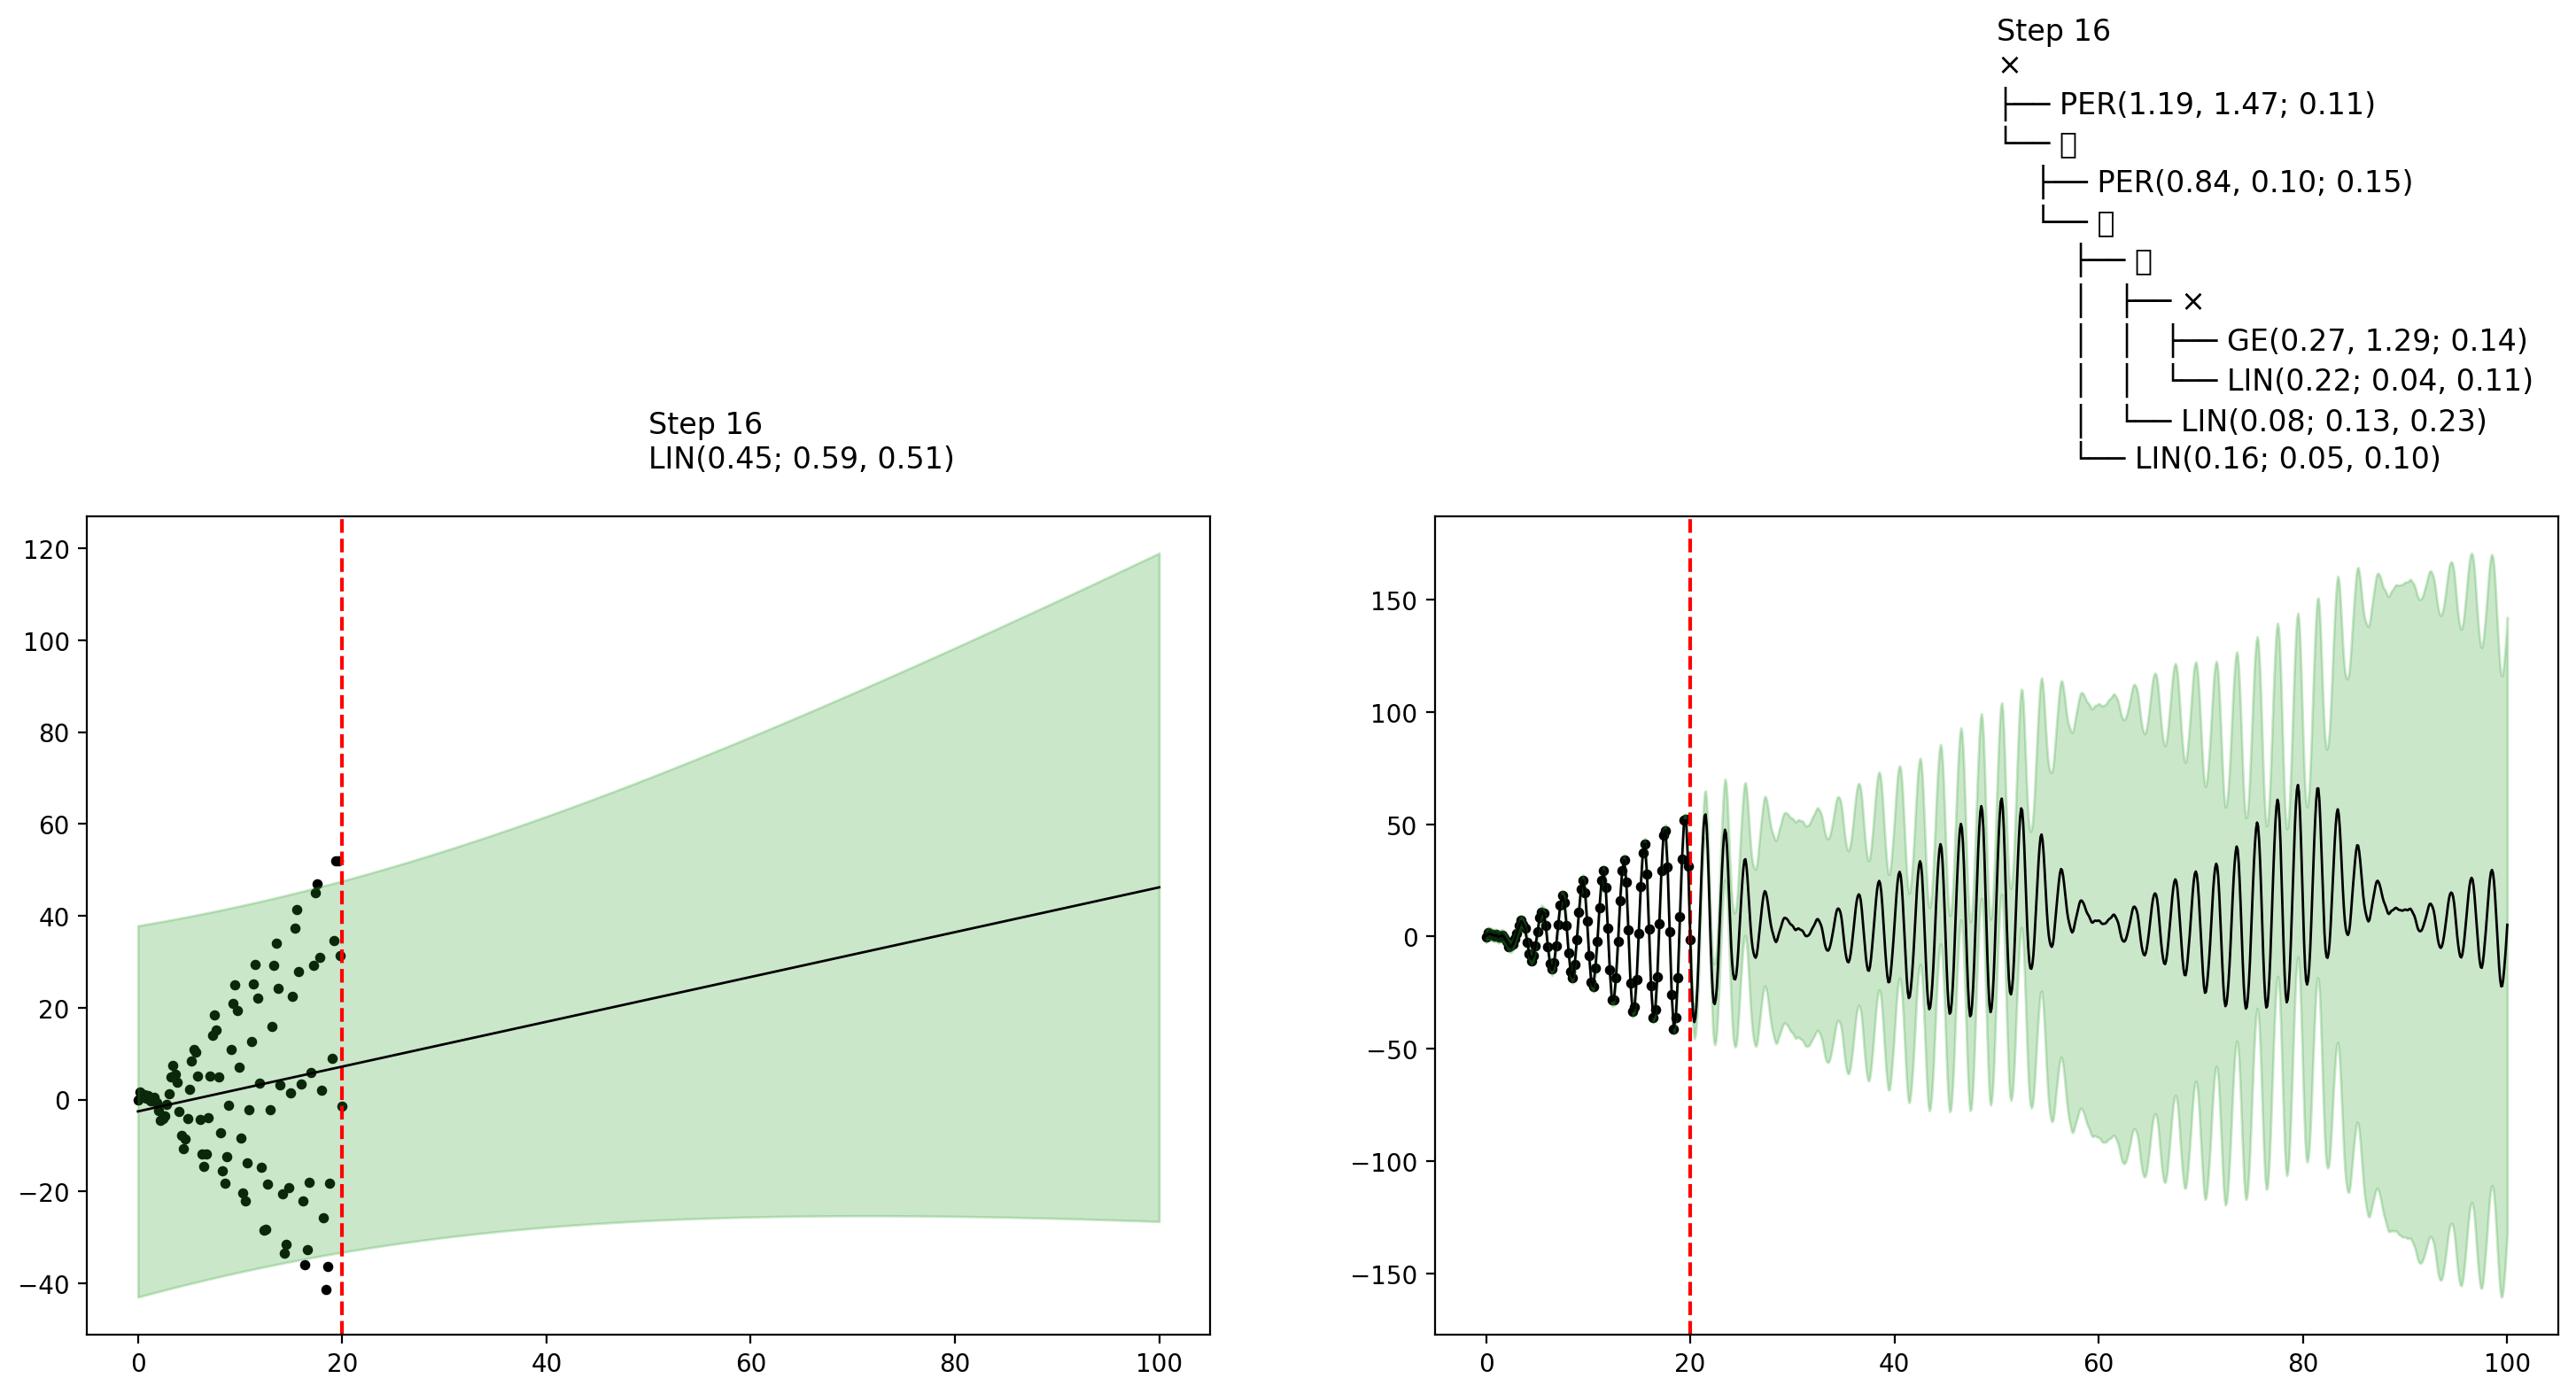 Step 16
LIN(0.45; 0.59, 0.51)
120
100
80
60
40
20
0
−20
−40
0 20 40 60 80 100
Step 16
×
├── PER(1.19, 1.47; 0.11)
└──
├── PER(0.84, 0.10; 0.15)
└──
├──
│ ├── ×
│ │ ├── GE(0.27, 1.29; 0.14)
│ │ └── LIN(0.22; 0.04, 0.11)
│ └── LIN(0.08; 0.13, 0.23)
└── LIN(0.16; 0.05, 0.10)
150
100
50
0
−50
−100
−150
0 20 40 60 80 100